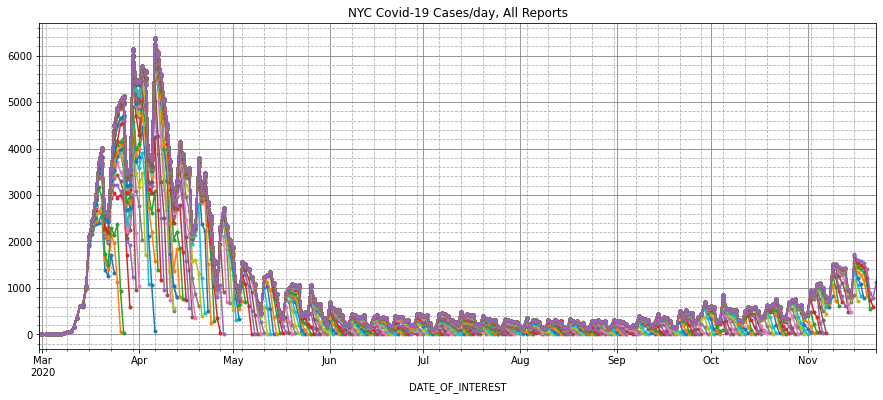 NYC Covid-19 Cases/day, All Reports
6000
5000
4000
3000
2000
1000
0
Mar Apr May Jun Jul Aug Sep Oct Nov
2020
DATE_OF_INTEREST